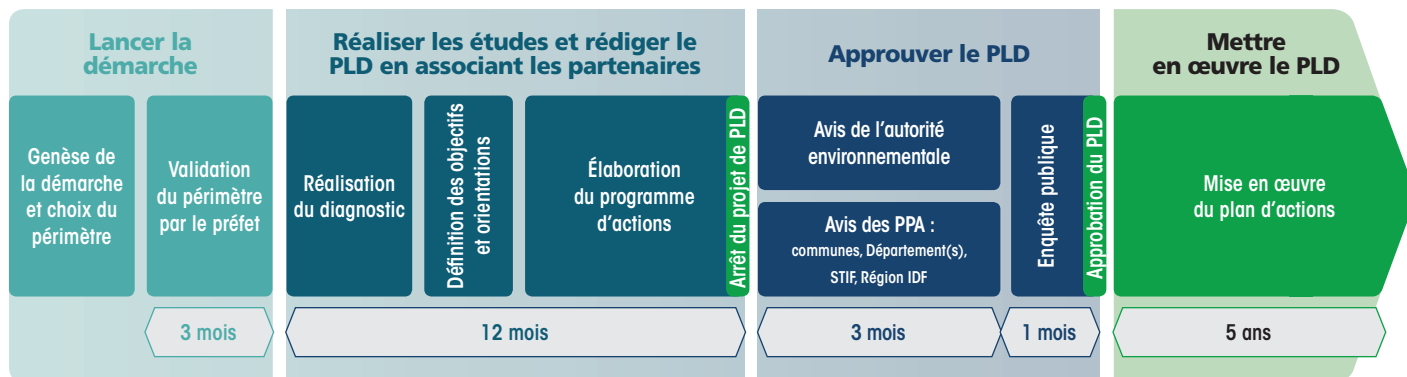 Lancer la
démarche
Réaliser les études et rédiger le
PLD en associant les partenaires
Approuver le PLD
Mettre
en œuvre le PLD
Genèse de
la démarche
et choix du
périmètre
Validation
du périmètre
par le préfet
Réalisation
du diagnostic
Définition des objectifs
et orientations
Élaboration
du programme
d’actions
Arrêt du projet de PLD
Avis de l’autorité
environnementale
Avis des PPA :
communes, Département(s),
STIF, Région IDF
Enquête publique
Approbation du PLD
Mise en œuvre
du plan d’actions
3 mois
12 mois
3 mois
1 mois
5 ans